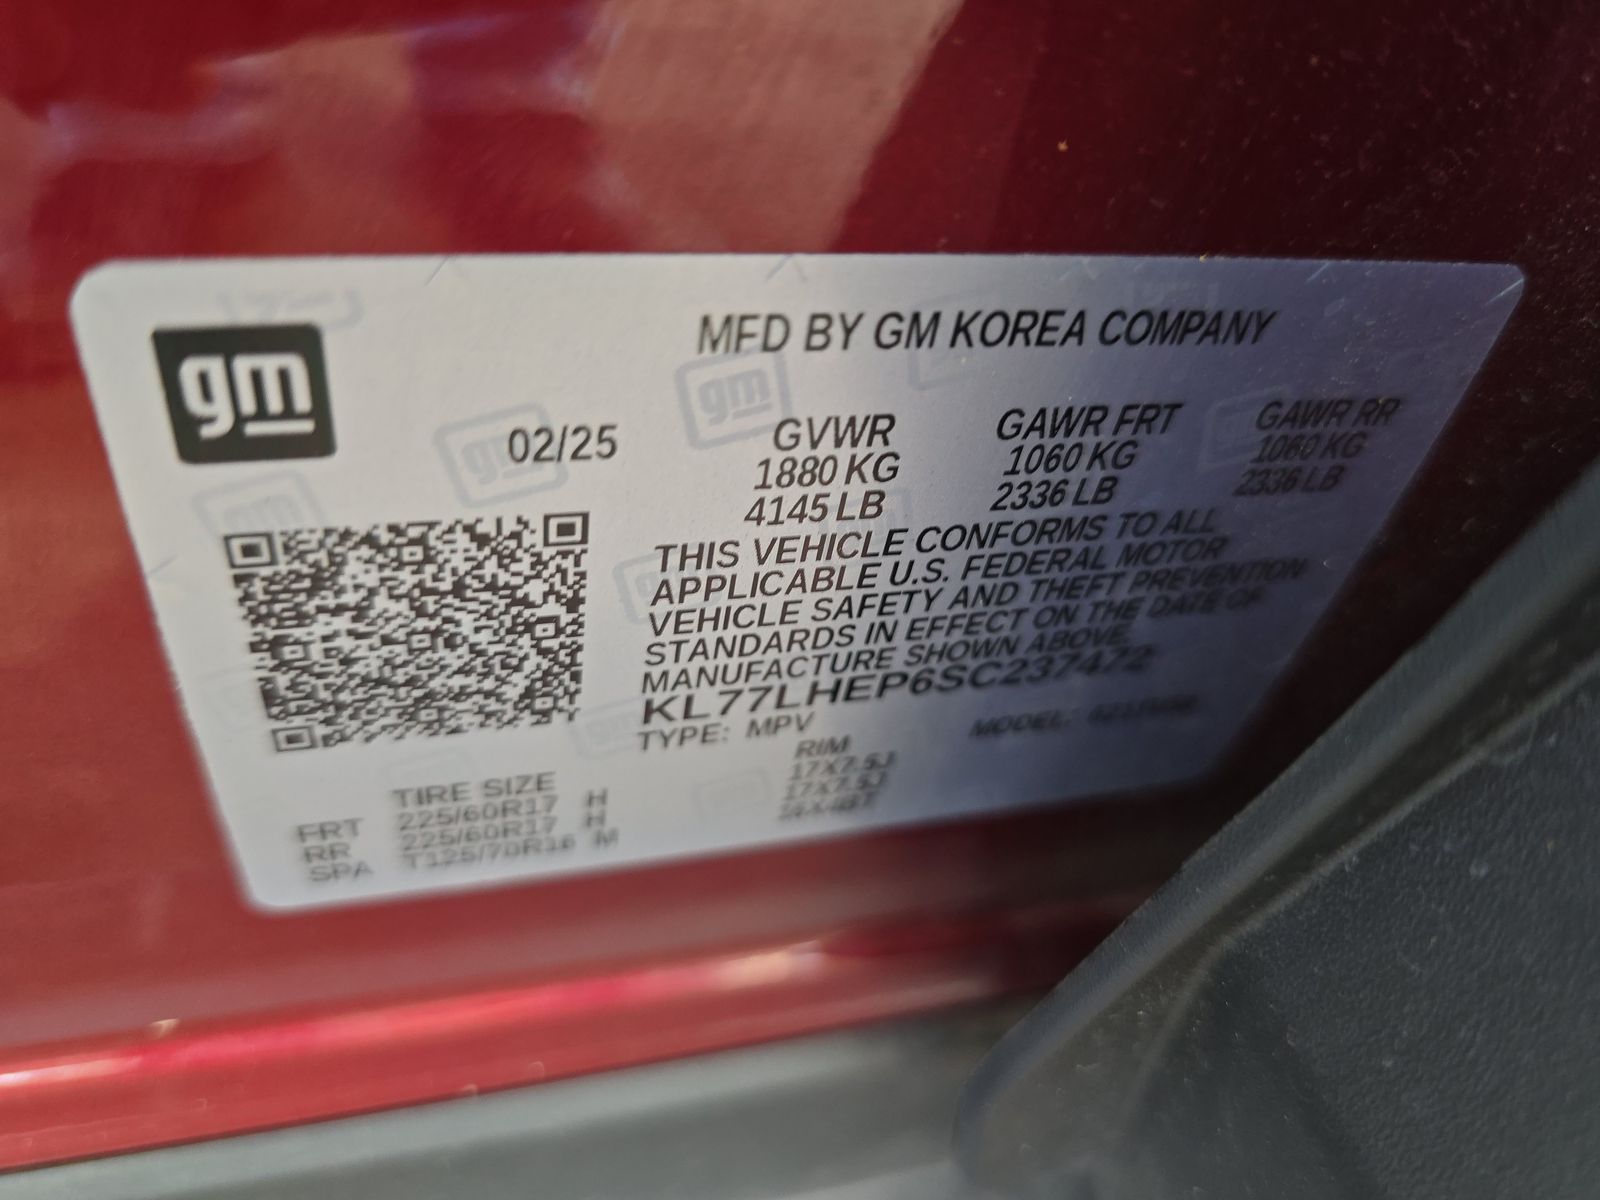 gm
MFD BY GM KOREA COMPANY
02/25
GVWR GAWR FRT GAWR RR
1880 KG 1060 KG 1060 KG
4145 LB 2336 LB 2336 LB
THIS VEHICLE CONFORMS TO ALL
APPLICABLE U.S. FEDERAL MOTOR
VEHICLE SAFETY AND THEFT PREVENTION
STANDARDS IN EFFECT ON THE DATE OF
MANUFACTURE SHOWN ABOVE.
KL77LHEP6SC237472
TYPE: MPV MODEL:
TIRE SIZE RIM
FRT 225/60R17 H 17X7.5J
RR 225/60R17 H 17X7.5J
SPA T125/70R16 M